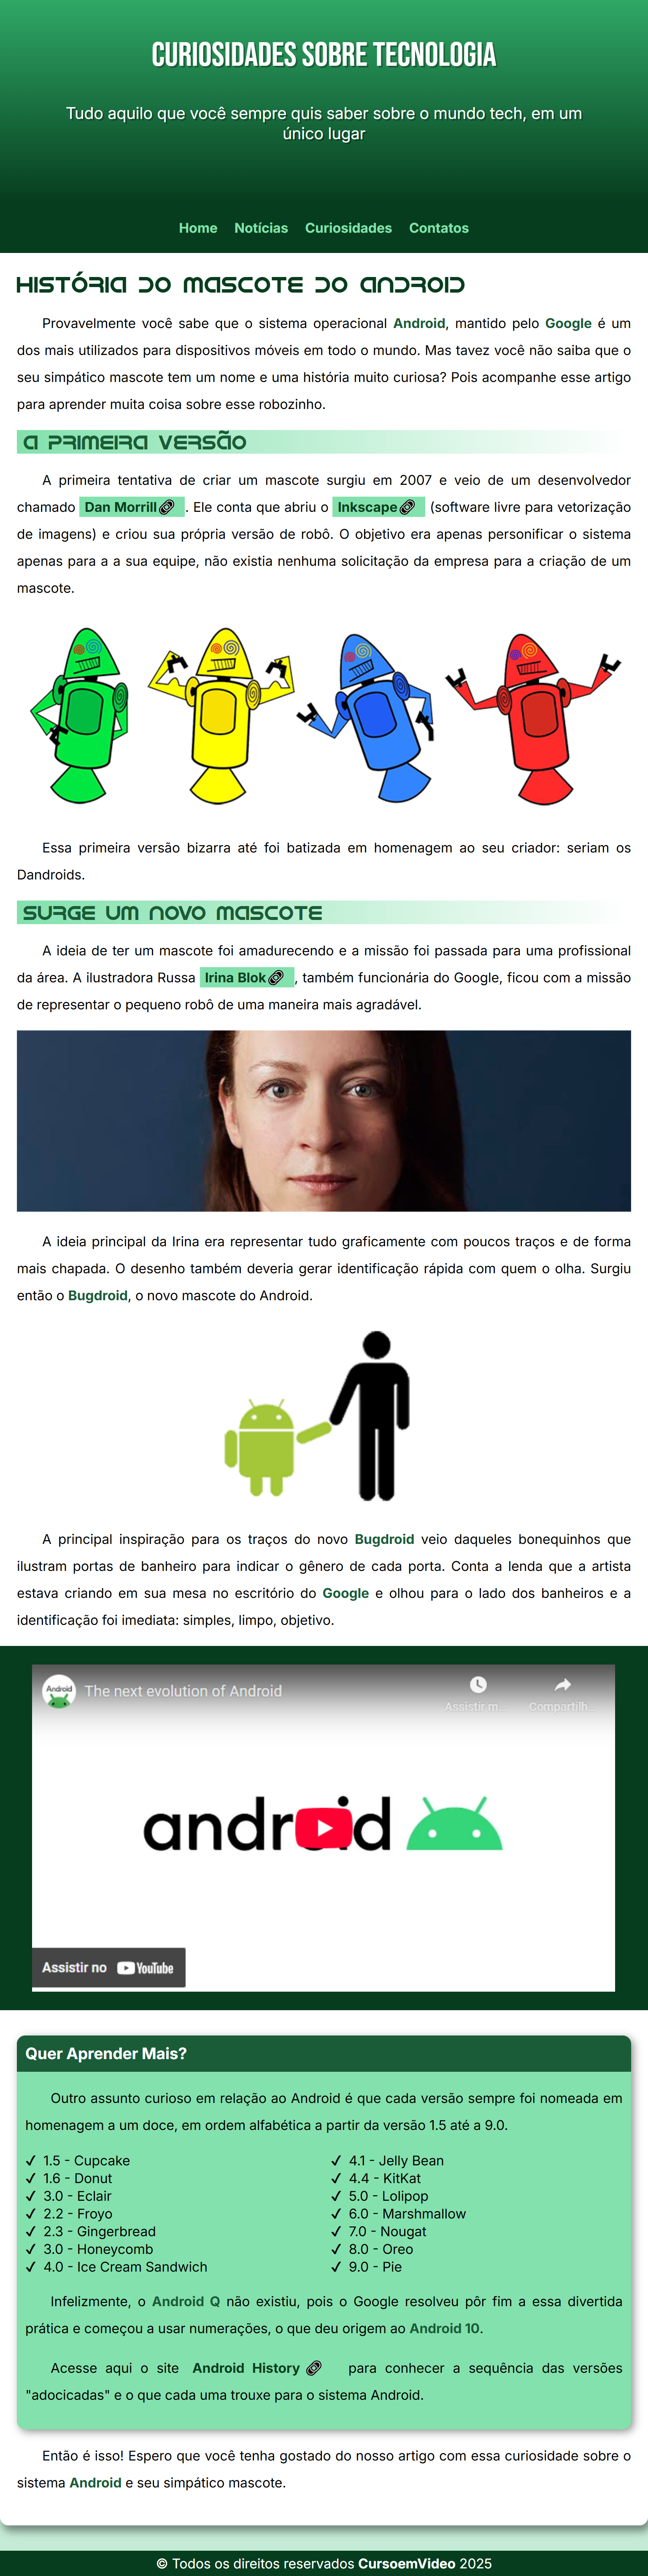 CURIOSIDADES SOBRE TECNOLOGIA
Tudo aquilo que você sempre quis saber sobre o mundo tech, em um
único lugar
Home Notícias Curiosidades Contatos
HISTÓRIA DO MASCOTE DO ANDROID
Provavelmente você sabe que o sistema operacional Android, mantido pelo Google é um
dos mais utilizados para dispositivos móveis em todo o mundo. Mas tavez você não saiba que o
seu simpático mascote tem um nome e uma história muito curiosa? Pois acompanhe esse artigo
para aprender muita coisa sobre esse robozinho.
A PRIMEIRA VERSÃO
A primeira tentativa de criar um mascote surgiu em 2007 e veio de um desenvolvedor
chamado Dan Morrill. Ele conta que abriu o Inkscape (software livre para vetorização
de imagens) e criou sua própria versão de robô. O objetivo era apenas personificar o sistema
apenas para a a sua equipe, não existia nenhuma solicitação da empresa para a criação de um
mascote.
Essa primeira versão bizarra até foi batizada em homenagem ao seu criador: seriam os
Dandroids.
SURGE UM NOVO MASCOTE
A ideia de ter um mascote foi amadurecendo e a missão foi passada para uma profissional
da área. A ilustradora Russa Irina Blok, também funcionária do Google, ficou com a missão
de representar o pequeno robô de uma maneira mais agradável.
A ideia principal da Irina era representar tudo graficamente com poucos traços e de forma
mais chapada. O desenho também deveria gerar identificação rápida com quem o olha. Surgiu
então o Bugdroid, o novo mascote do Android.
A principal inspiração para os traços do novo Bugdroid veio daqueles bonequinhos que
ilustram portas de banheiro para indicar o gênero de cada porta. Conta a lenda que a artista
estava criando em sua mesa no escritório do Google e olhou para o lado dos banheiros e a
identificação foi imediata: simples, limpo, objetivo.
Android
The next evolution of Android
Assistir m...
Compartilh...
android
Assistir no YouTube
Quer Aprender Mais?
Outro assunto curioso em relação ao Android é que cada versão sempre foi nomeada em
homenagem a um doce, em ordem alfabética a partir da versão 1.5 até a 9.0.
✓ 1.5 - Cupcake
✓ 1.6 - Donut
✓ 3.0 - Eclair
✓ 2.2 - Froyo
✓ 2.3 - Gingerbread
✓ 3.0 - Honeycomb
✓ 4.0 - Ice Cream Sandwich
✓ 4.1 - Jelly Bean
✓ 4.4 - KitKat
✓ 5.0 - Lolipop
✓ 6.0 - Marshmallow
✓ 7.0 - Nougat
✓ 8.0 - Oreo
✓ 9.0 - Pie
Infelizmente, o Android Q não existiu, pois o Google resolveu pôr fim a essa divertida
prática e começou a usar numerações, o que deu origem ao Android 10.
Acesse aqui o site Android History para conhecer a sequência das versões
"adocicadas" e o que cada uma trouxe para o sistema Android.
Então é isso! Espero que você tenha gostado do nosso artigo com essa curiosidade sobre o
sistema Android e seu simpático mascote.
© Todos os direitos reservados CursoemVideo 2025